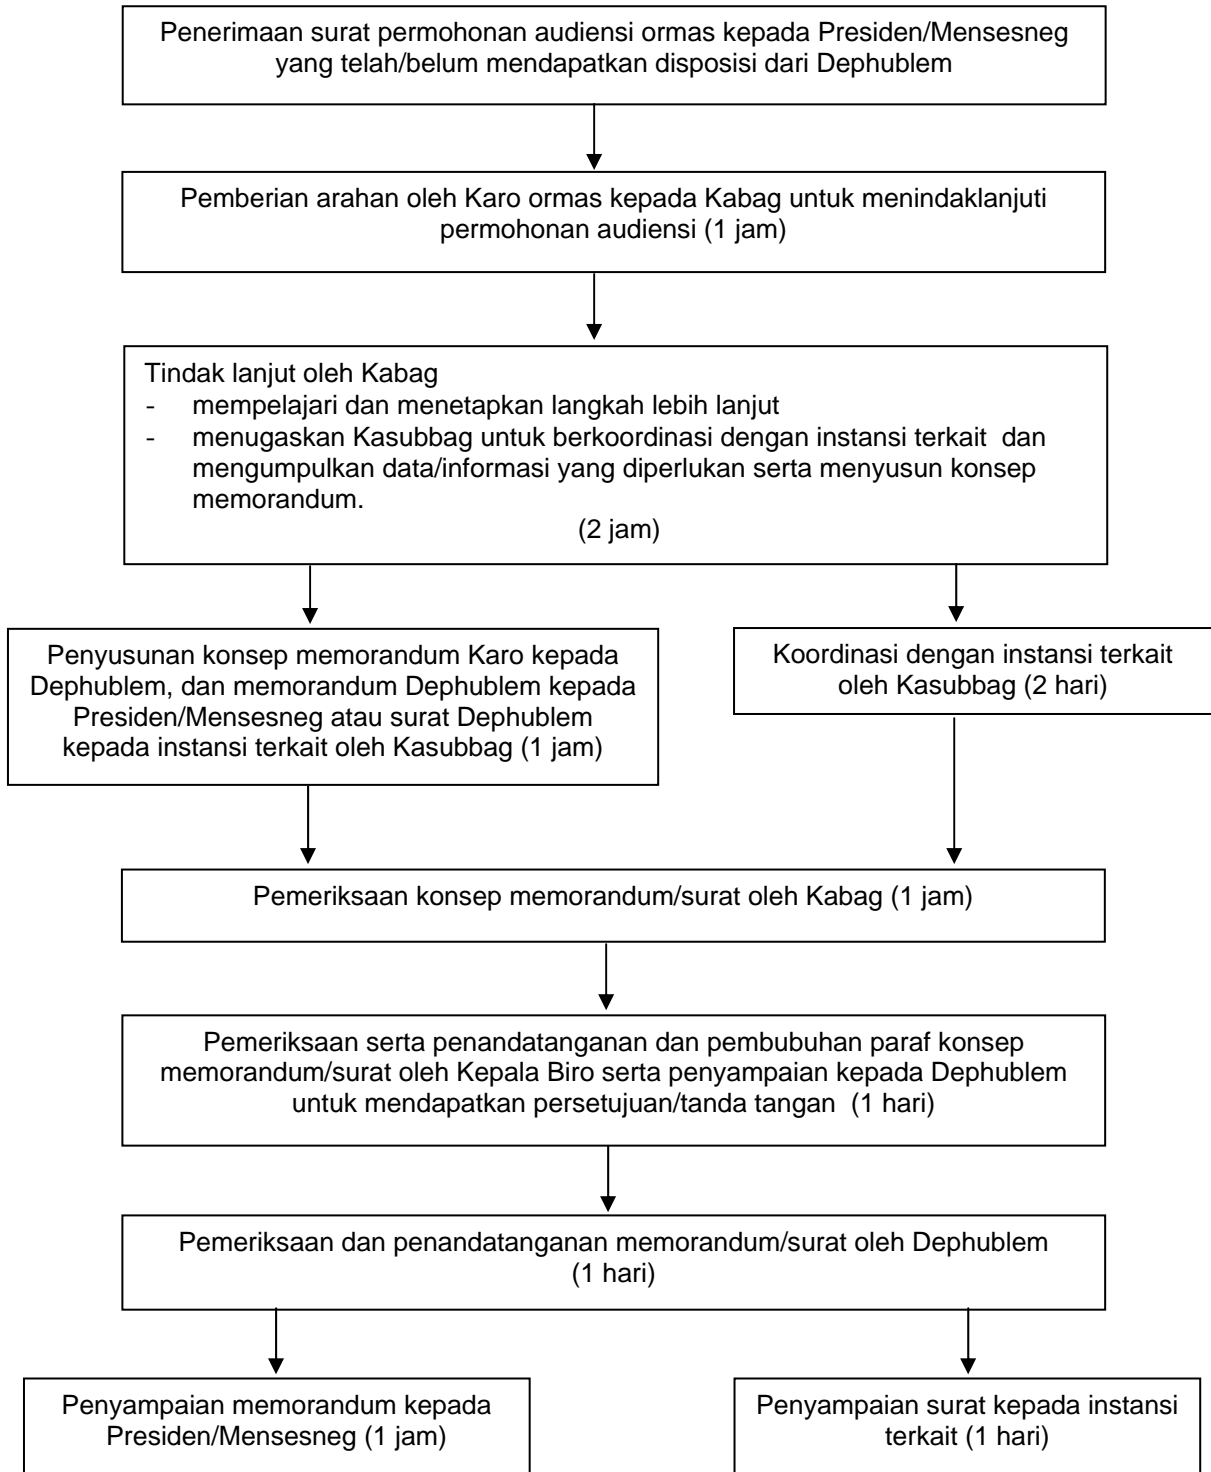 Penerimaan surat permohonan audiensi ormas kepada Presiden/Mensesneg
yang telah/belum mendapatkan disposisi dari Dephublem
Pemberian arahan oleh Karo ormas kepada Kabag untuk menindaklanjuti
permohonan audiensi (1 jam)
Tindak lanjut oleh Kabag
- mempelajari dan menetapkan langkah lebih lanjut
- menugaskan Kasubbag untuk berkoordinasi dengan instansi terkait dan
mengumpulkan data/informasi yang diperlukan serta menyusun konsep
memorandum.
(2 jam)
Penyusunan konsep memorandum Karo kepada
Dephublem, dan memorandum Dephublem kepada
Presiden/Mensesneg atau surat Dephublem
kepada instansi terkait oleh Kasubbag (1 jam)
Koordinasi dengan instansi terkait
oleh Kasubbag (2 hari)
Pemeriksaan konsep memorandum/surat oleh Kabag (1 jam)
Pemeriksaan serta penandatanganan dan pembubuhan paraf konsep
memorandum/surat oleh Kepala Biro serta penyampaian kepada Dephublem
untuk mendapatkan persetujuan/tanda tangan (1 hari)
Pemeriksaan dan penandatanganan memorandum/surat oleh Dephublem
(1 hari)
Penyampaian memorandum kepada
Presiden/Mensesneg (1 jam)
Penyampaian surat kepada instansi
terkait (1 hari)